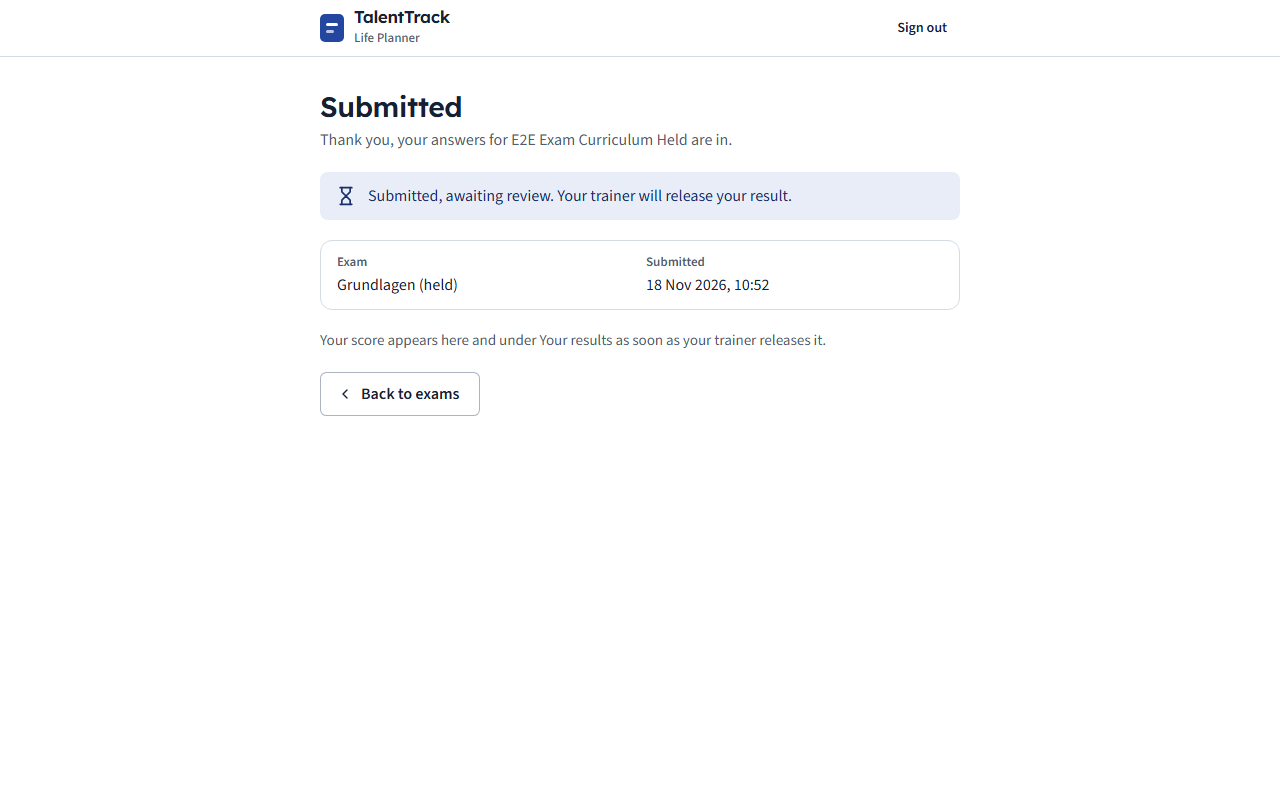 TalentTrack
Life Planner
Sign out
Submitted
Thank you, your answers for E2E Exam Curriculum Held are in.
Submitted, awaiting review. Your trainer will release your result.
Exam
Grundlagen (held)
Submitted
18 Nov 2026, 10:52
Your score appears here and under Your results as soon as your trainer releases it.
Back to exams